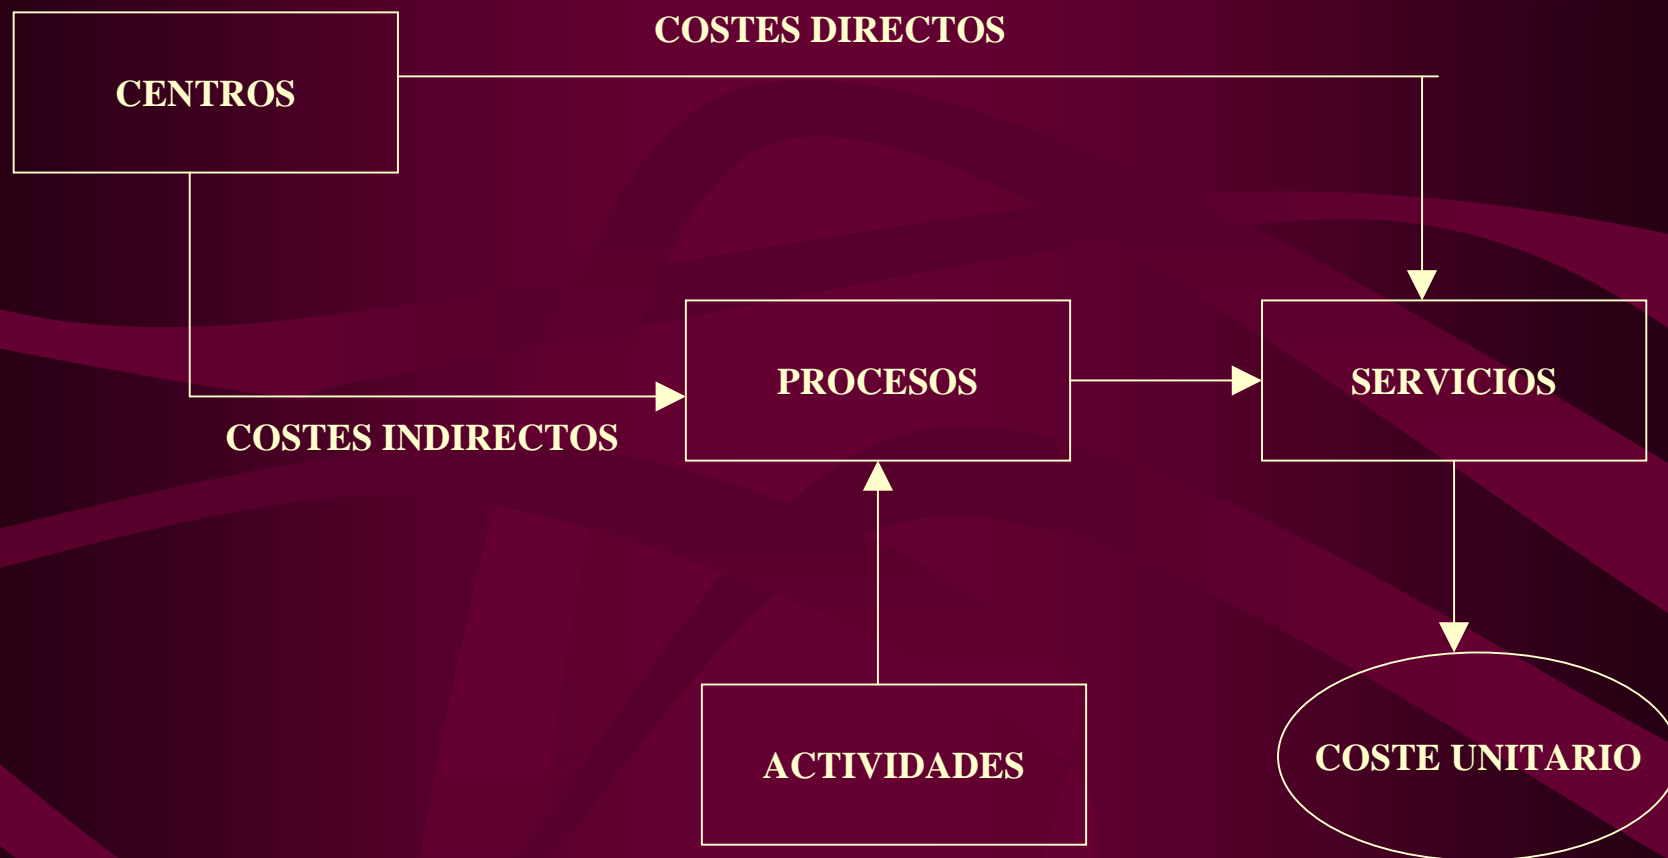 COSTES DIRECTOS
CENTROS
PROCESOS
SERVICIOS
COSTES INDIRECTOS
COSTE UNITARIO
ACTIVIDADES